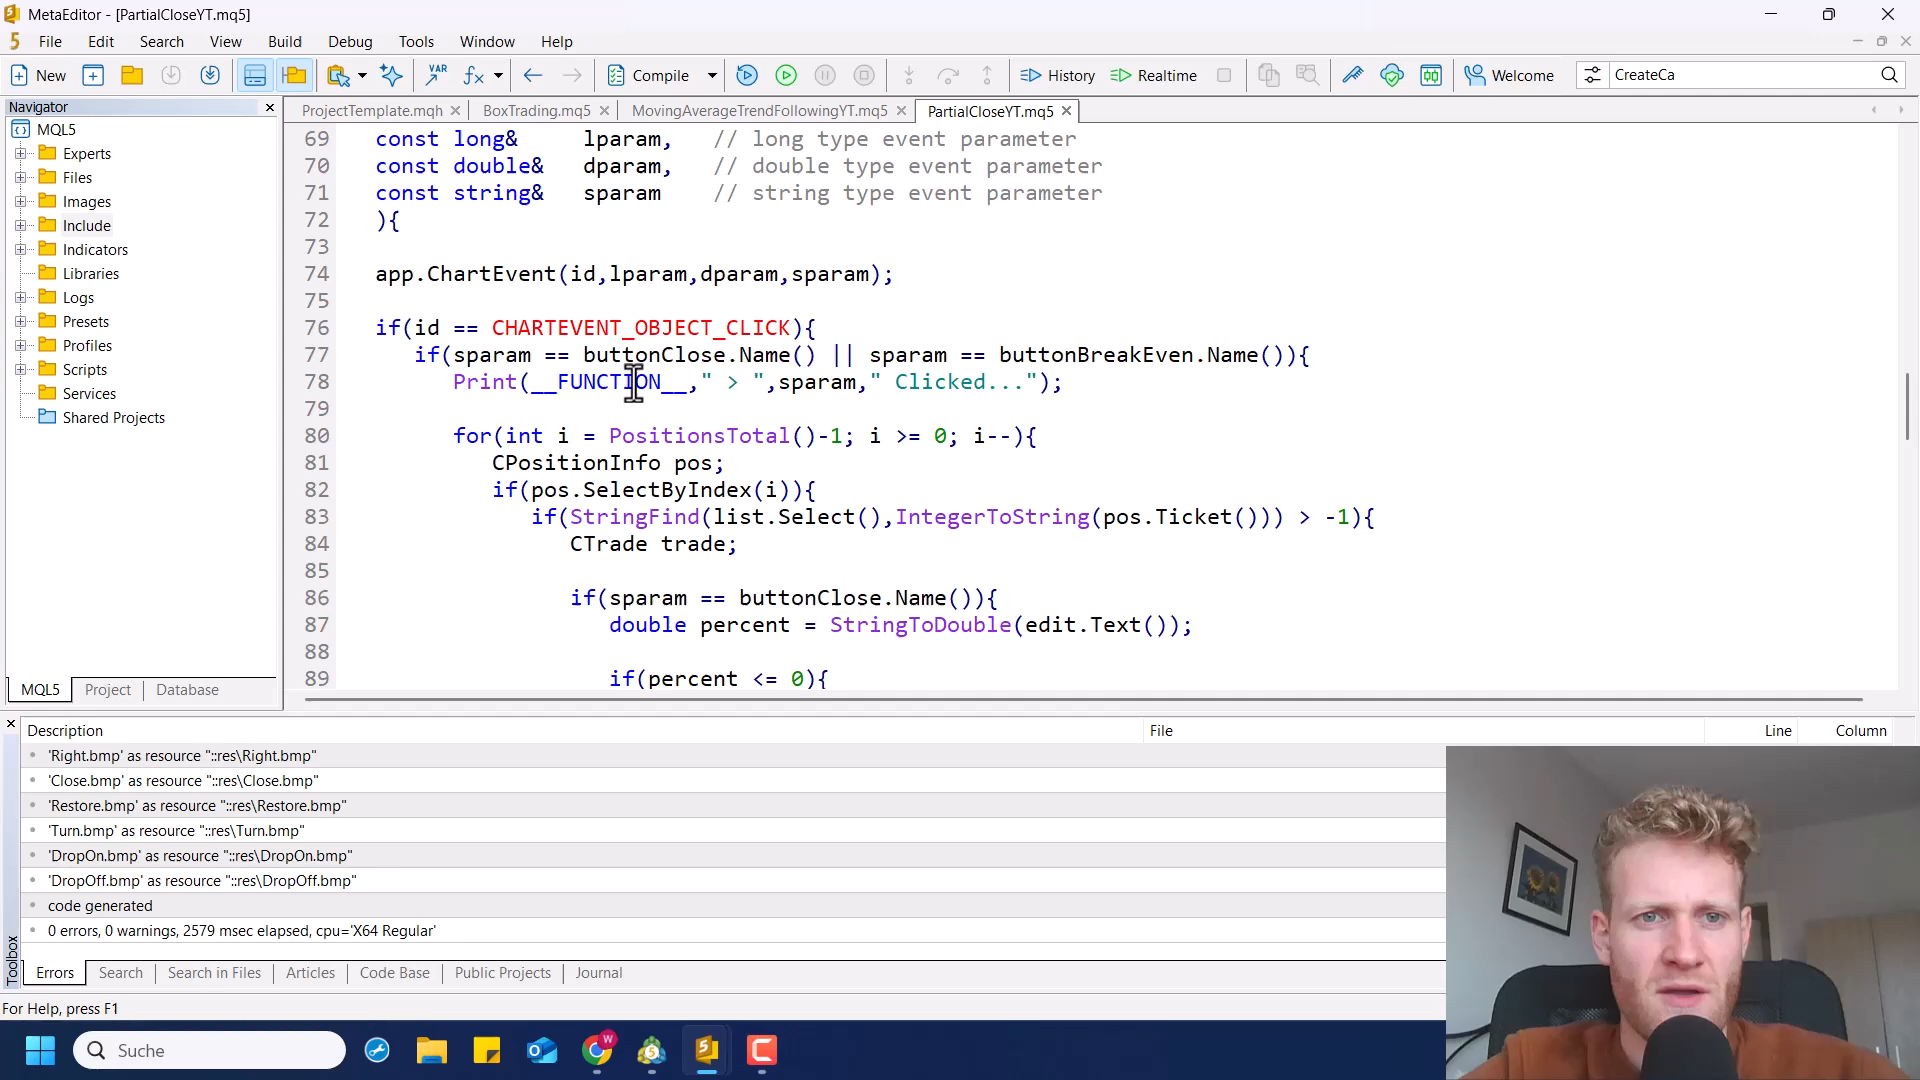 MetaEditor - [PartialCloseYT.mq5]
File Edit Search View Build Debug Tools Window Help
New Compile History Realtime Welcome CreateCa
Navigator
MQL5
Experts
Files
Images
Include
Indicators
Libraries
Logs
Presets
Profiles
Scripts
Services
Shared Projects
MQL5 Project Database
ProjectTemplate.mqh BoxTrading.mq5 MovingAverageTrendFollowingYT.mq5 PartialCloseYT.mq5
69 const long& lparam, // long type event parameter
70 const double& dparam, // double type event parameter
71 const string& sparam // string type event parameter
72 ){
73
74 app.ChartEvent(id,lparam,dparam,sparam);
75
76 if(id == CHARTEVENT_OBJECT_CLICK){
77 if(sparam == buttonClose.Name() || sparam == buttonBreakEven.Name()){
78 Print(__FUNCTION__," > ",sparam," Clicked...");
79
80 for(int i = PositionsTotal()-1; i >= 0; i--){
81 CPositionInfo pos;
82 if(pos.SelectByIndex(i)){
83 if(StringFind(list.Select(),IntegerToString(pos.Ticket())) > -1){
84 CTrade trade;
85
86 if(sparam == buttonClose.Name()){
87 double percent = StringToDouble(edit.Text());
88
89 if(percent <= 0){
Description File Line Column
'Right.bmp' as resource "::res\Right.bmp"
'Close.bmp' as resource "::res\Close.bmp"
'Restore.bmp' as resource "::res\Restore.bmp"
'Turn.bmp' as resource "::res\Turn.bmp"
'DropOn.bmp' as resource "::res\DropOn.bmp"
'DropOff.bmp' as resource "::res\DropOff.bmp"
code generated
0 errors, 0 warnings, 2579 msec elapsed, cpu='X64 Regular'
Toolbox
Errors Search Search in Files Articles Code Base Public Projects Journal
For Help, press F1
Suche